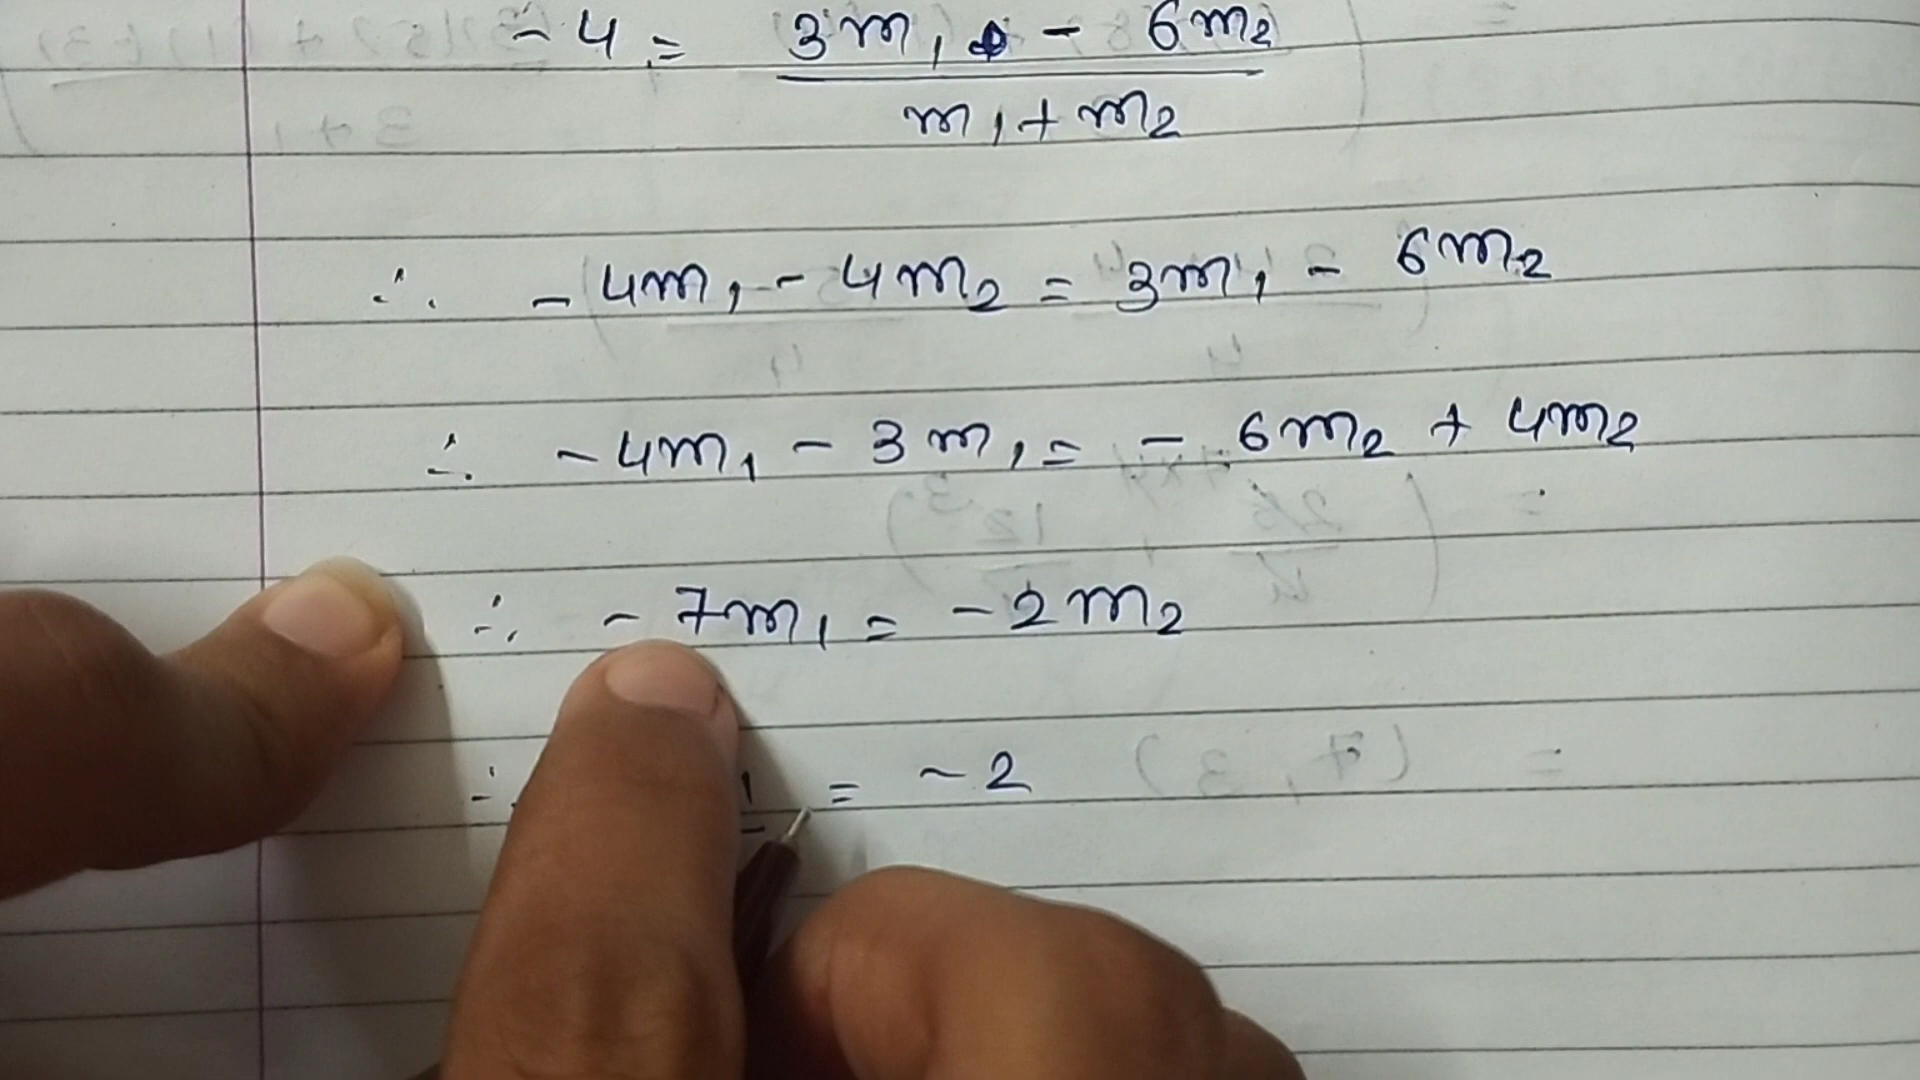 - 4 = 3m₁ - 6m₂
m₁ + m₂
∴ - 4m₁ - 4m₂ = 3m₁ - 6m₂
∴ - 4m₁ - 3m₁ = - 6m₂ + 4m₂
∴ - 7m₁ = - 2m₂
∴ = - 2